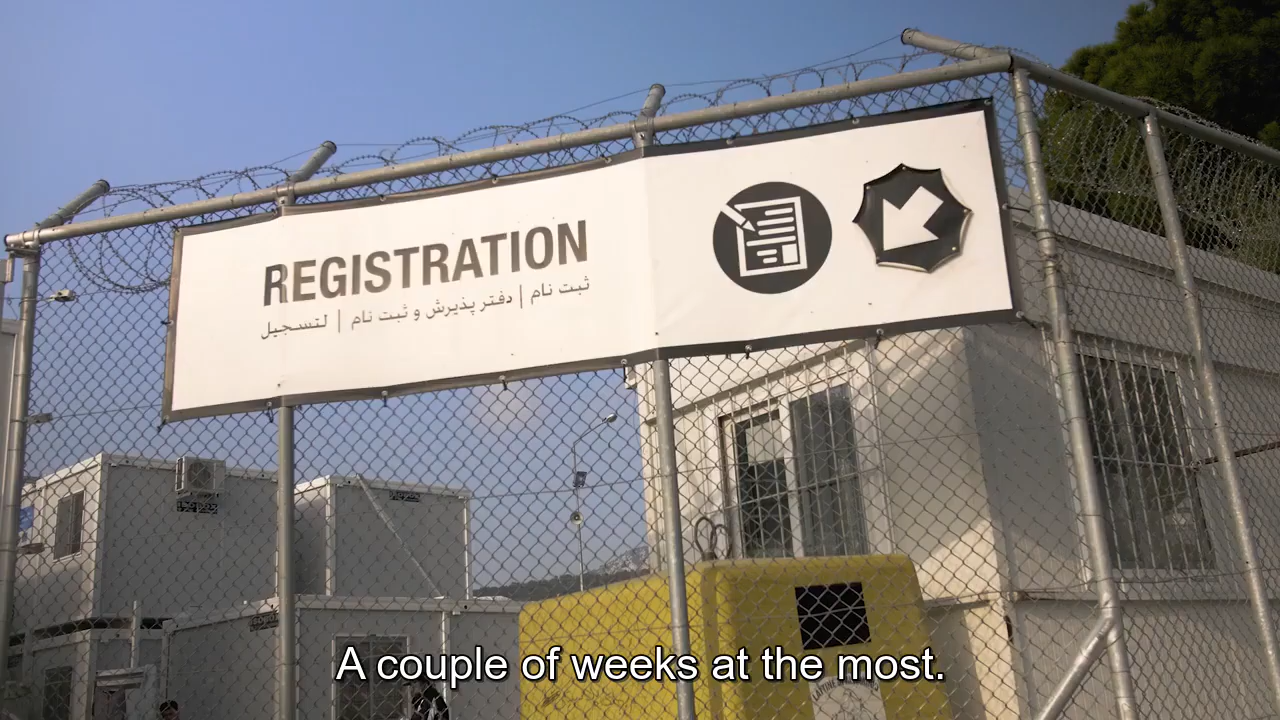 REGISTRATION
ثبت نام | دفتر پذیرش و ثبت نام | لتسجيل
A couple of weeks at the most.